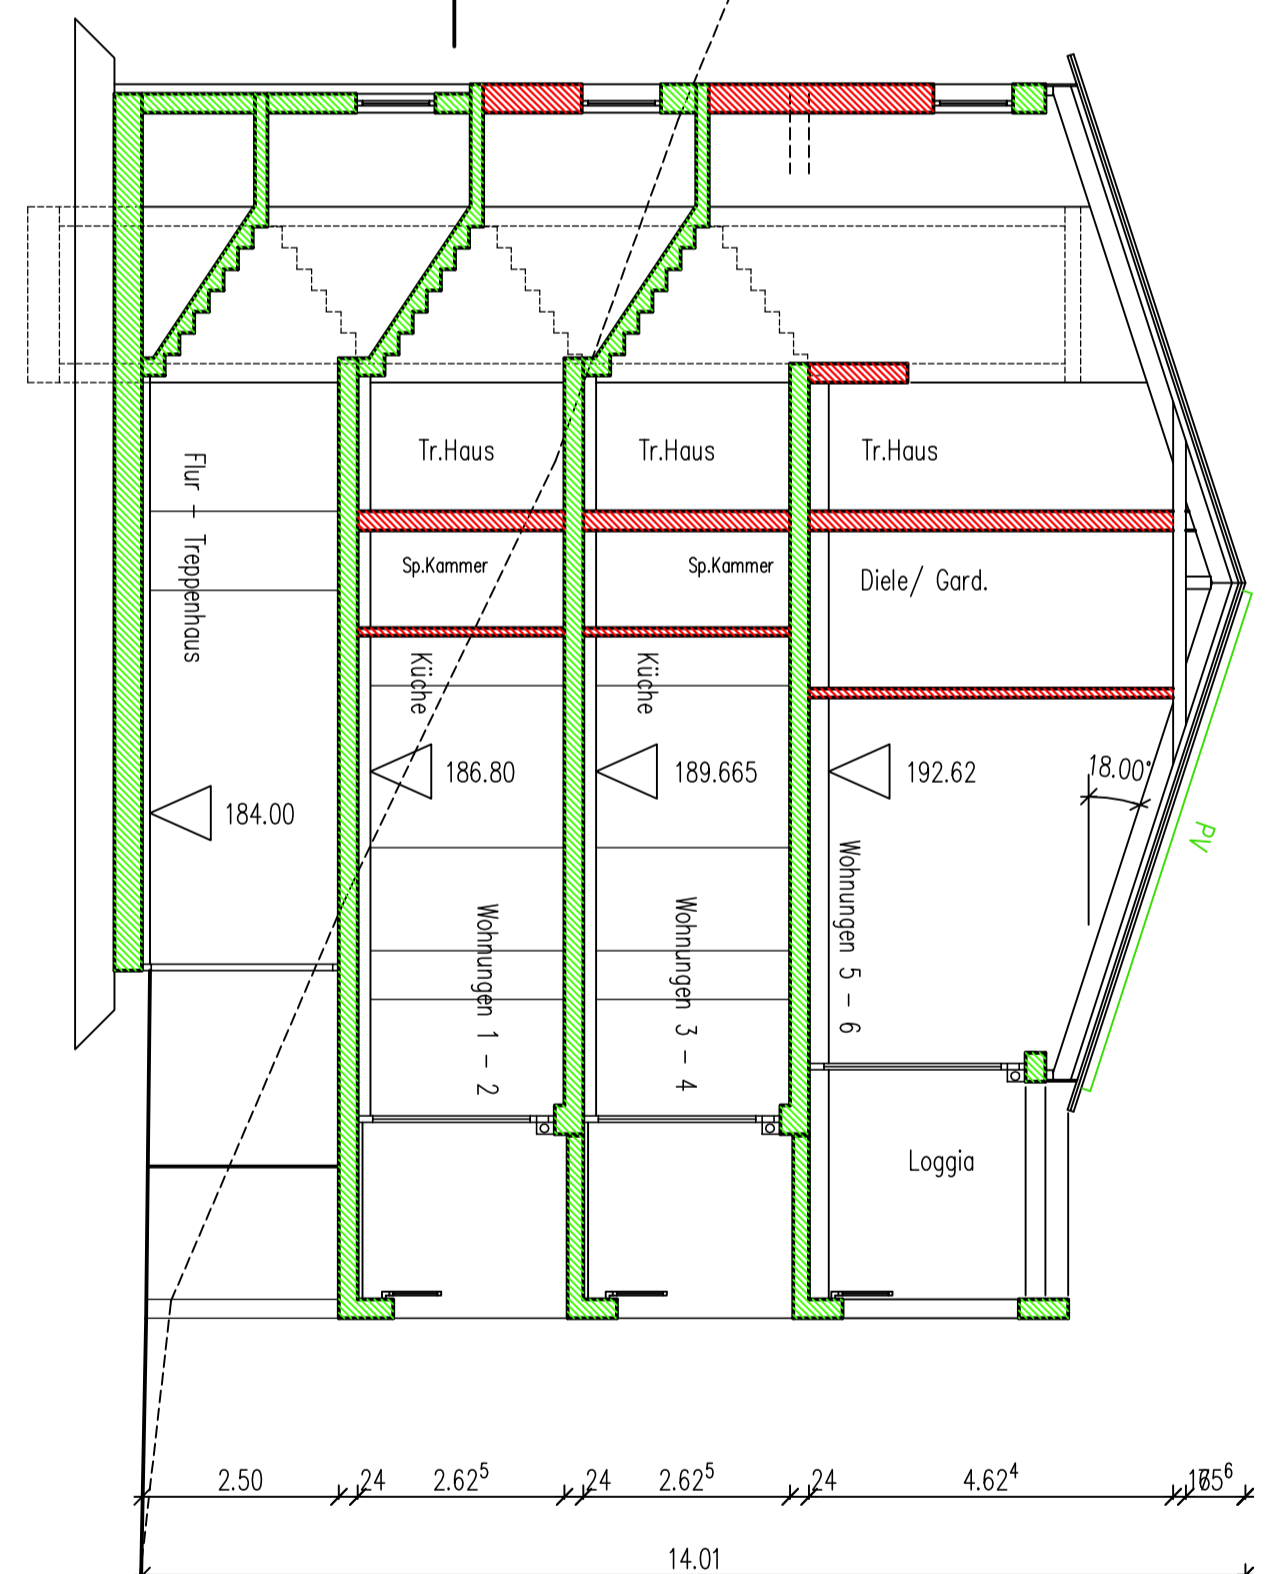 Tr.Haus
Tr.Haus
Tr.Haus
Flur - Treppenhaus
Sp.Kammer
Sp.Kammer
Diele/ Gard.
Küche
Küche
184.00
186.80
189.665
192.62
18.00°
PV
Wohnungen 1 - 2
Wohnungen 3 - 4
Wohnungen 5 - 6
Loggia
2.50
24
2.62⁵
24
2.62⁵
24
4.62⁴
14.01